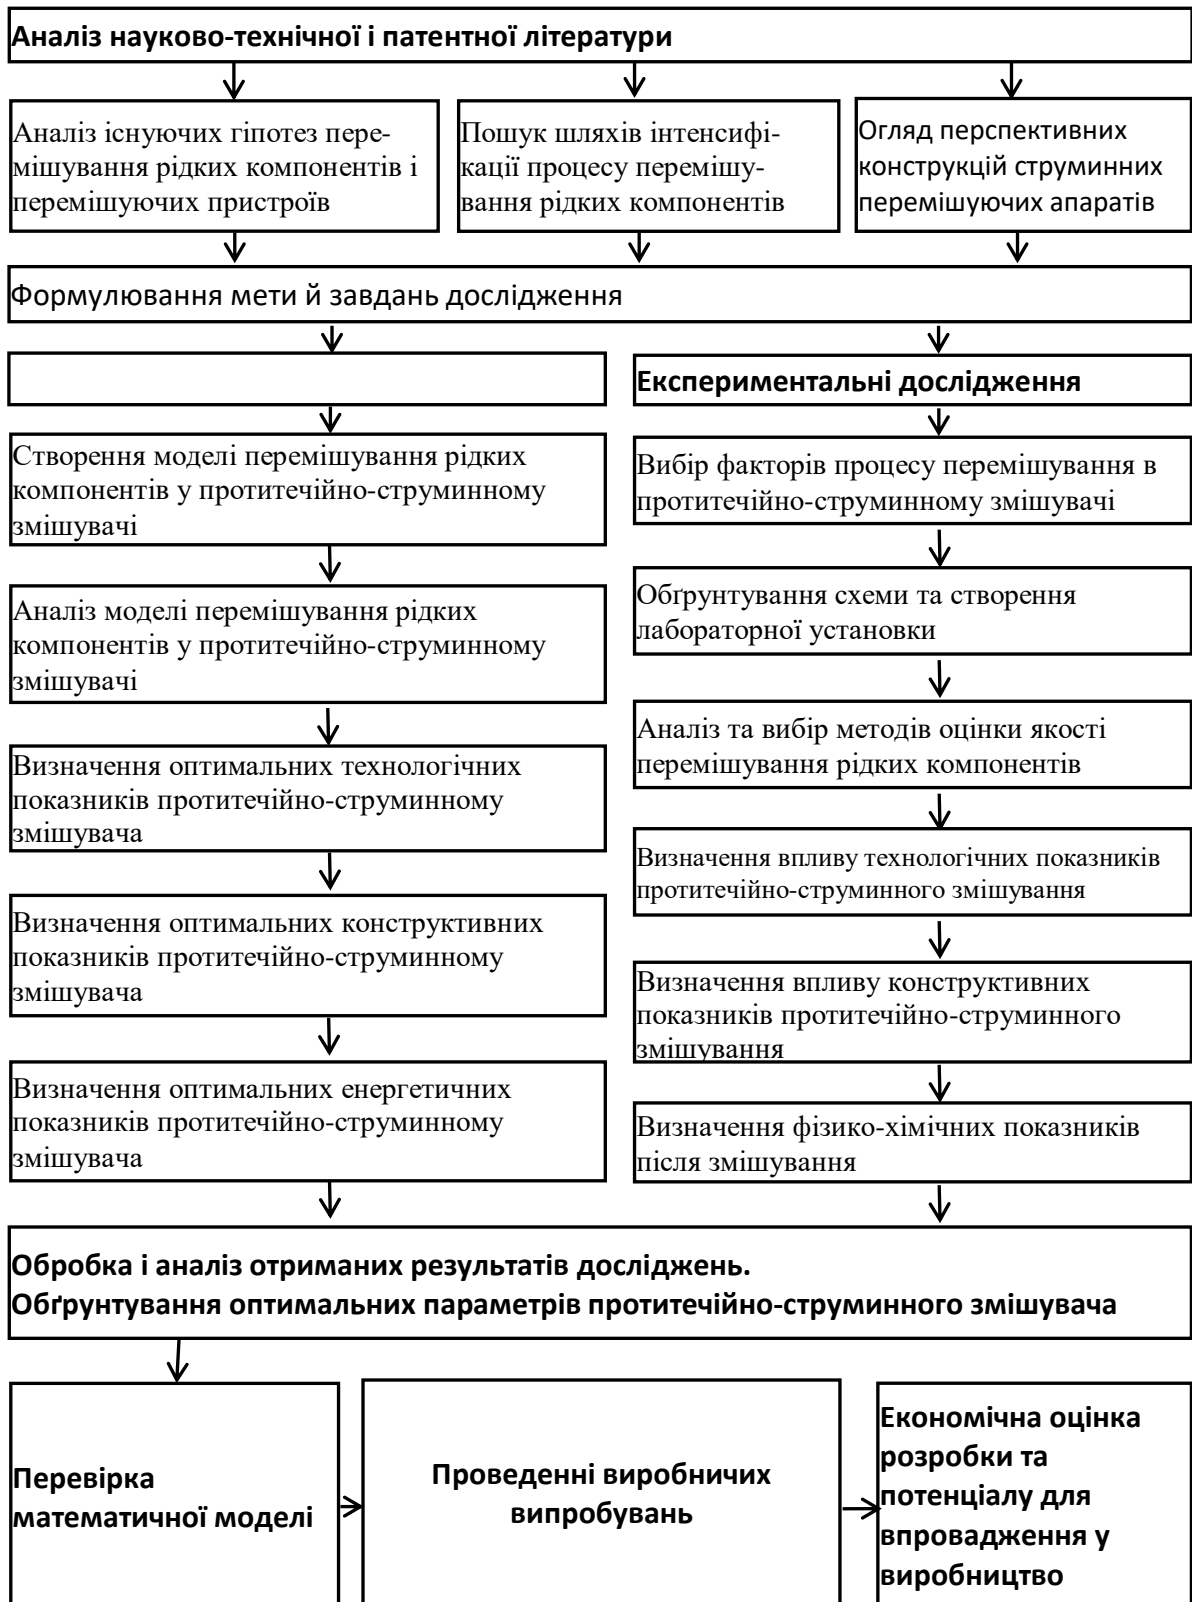 Аналіз науково-технічної і патентної літератури
Аналіз існуючих гіпотез пере-
мішування рідких компонентів і
перемішуючих пристроїв
Пошук шляхів інтенсифі-
кації процесу перемішу-
вання рідких компонентів
Огляд перспективних
конструкцій струминних
перемішуючих апаратів
Формулювання мети й завдань дослідження
Створення моделі перемішування рідких
компонентів у протитечійно-струминному
змішувачі
Аналіз моделі перемішування рідких
компонентів у протитечійно-струминному
змішувачі
Визначення оптимальних технологічних
показників протитечійно-струминному
змішувача
Визначення оптимальних конструктивних
показників протитечійно-струминному
змішувача
Визначення оптимальних енергетичних
показників протитечійно-струминному
змішувача
Експериментальні дослідження
Вибір факторів процесу перемішування в
протитечійно-струминному змішувачі
Обґрунтування схеми та створення
лабораторної установки
Аналіз та вибір методів оцінки якості
перемішування рідких компонентів
Визначення впливу технологічних показників
протитечійно-струминного змішування
Визначення впливу конструктивних
показників протитечійно-струминного
змішування
Визначення фізико-хімічних показників
після змішування
Обробка і аналіз отриманих результатів досліджень.
Обґрунтування оптимальних параметрів протитечійно-струминного змішувача
Перевірка
математичної моделі
Проведенні виробничих
випробувань
Економічна оцінка
розробки та
потенціалу для
впровадження у
виробництво